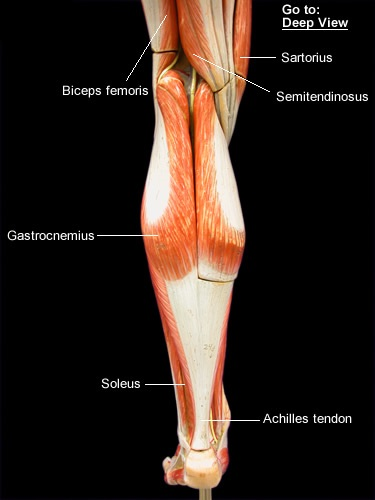 Go to:
Deep View
Sartorius
Biceps femoris
Semitendinosus
Gastrocnemius
Soleus
Achilles tendon